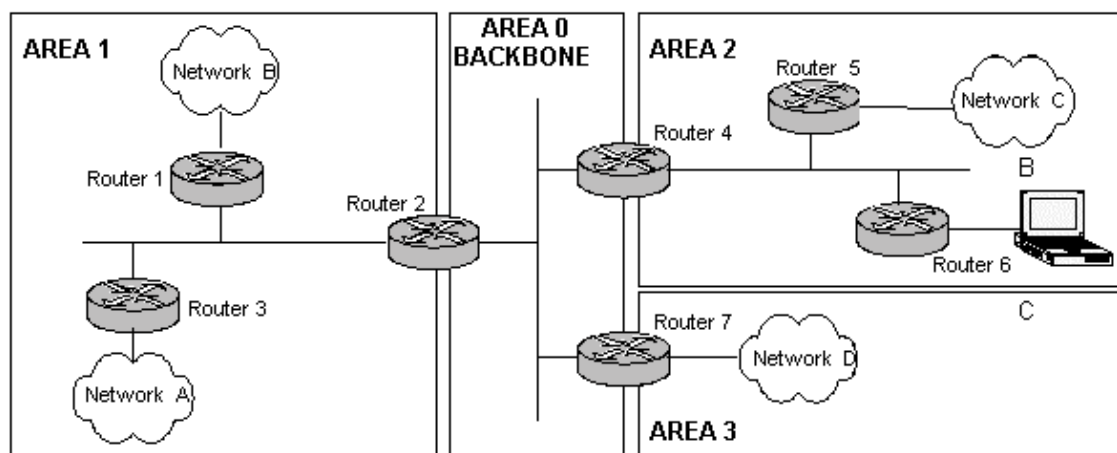 AREA 1
Network B
Router 1
Router 2
Router 3
Network A
AREA 0
BACKBONE
AREA 2
Router 5
Network C
Router 4
B
Router 6
C
Router 7
Network D
AREA 3